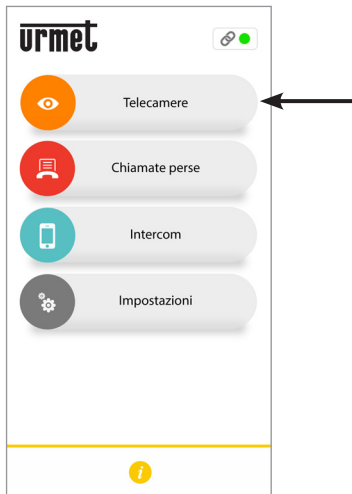 urmet
Telecamere
Chiamate perse
Intercom
Impostazioni
i